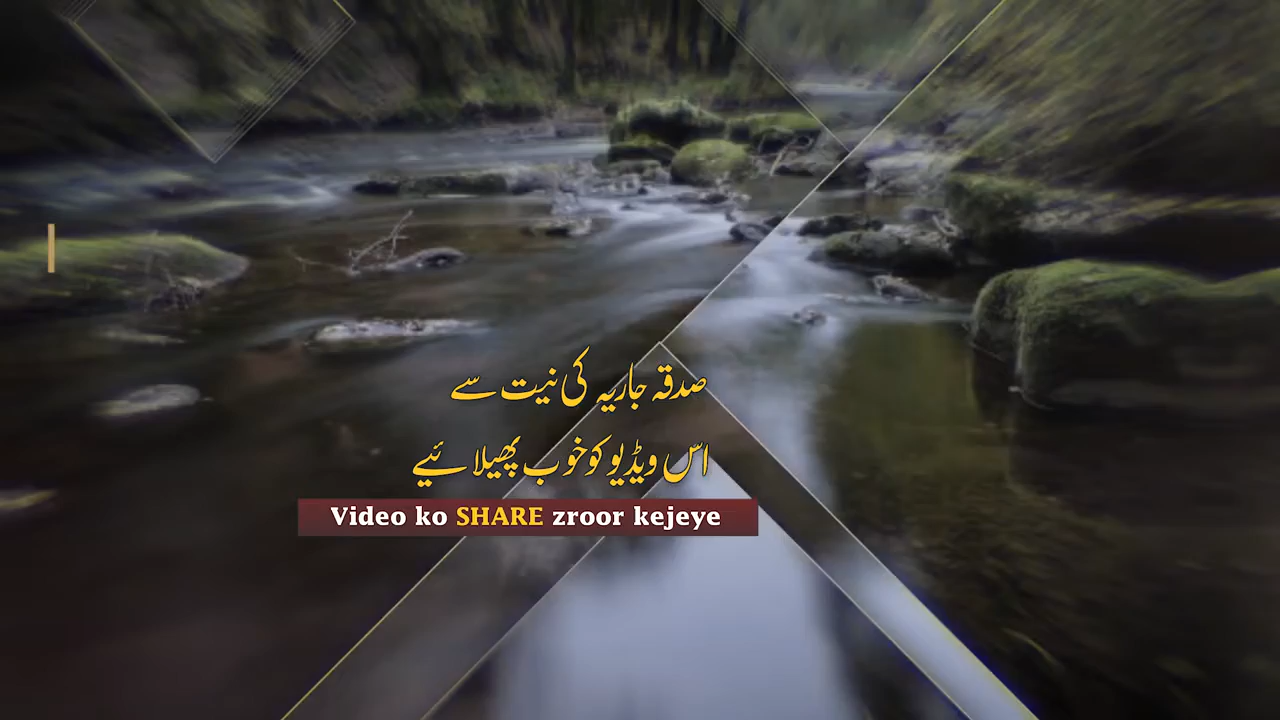 صدقہ جاریہ کی نیت سے
اس ویڈیو کو خوب پھیلائیے
Video ko SHARE zroor kejeye